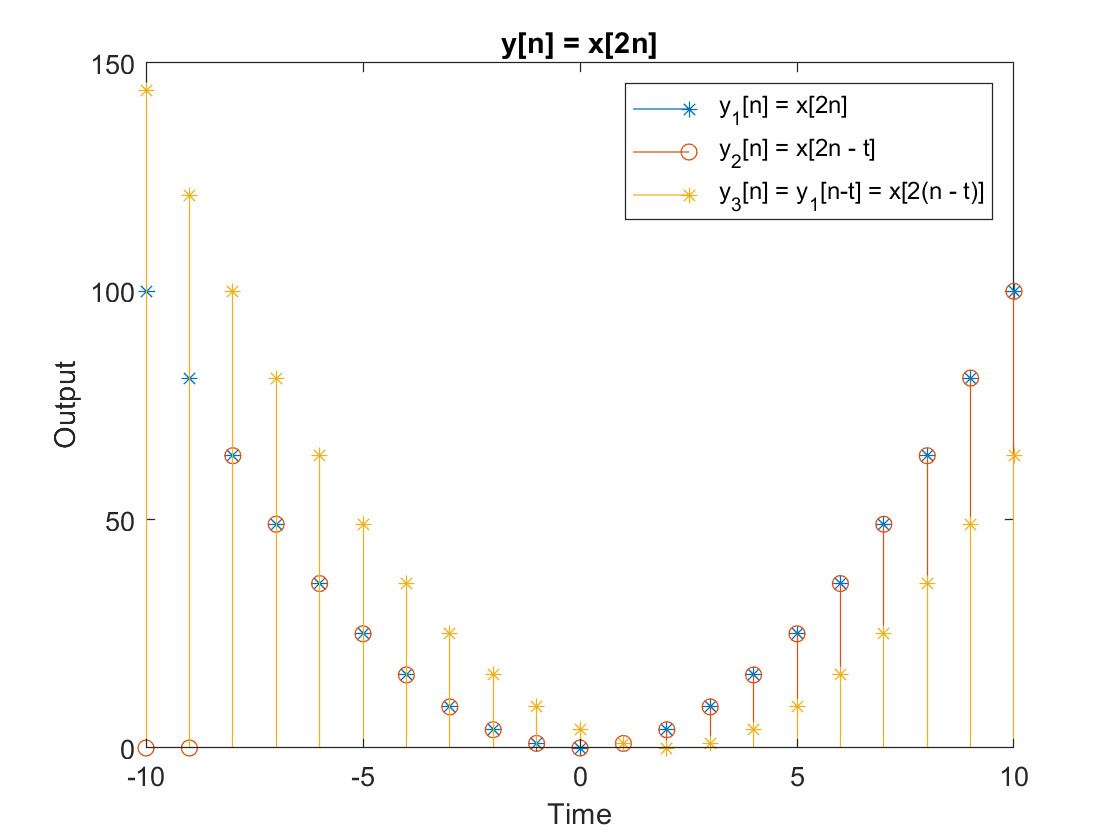 y[n] = x[2n]
150
100
50
0
Output
y1[n] = x[2n]
y2[n] = x[2n - t]
y3[n] = y1[n-t] = x[2(n - t)]
-10 -5 0 5 10
Time